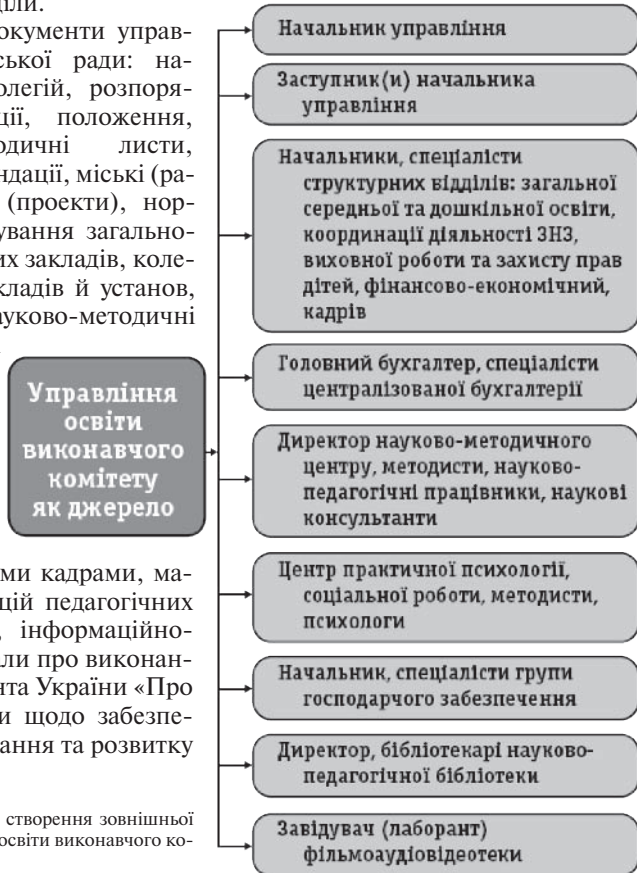 діли.
окументи управ-
ської ради: на-
олегій, розпоря-
ції, положення,
одичні листи,
ндації, міські (ра-
(проекти), нор-
ування загально-
их закладів, коле-
кладів й установ,
ауково-методичні
Управління
освіти
виконавчого
комітету
як джерело
ми кадрами, ма-
цій педагогічних
, інформаційно-
али про виконан-
нта України «Про
и щодо забезпе-
ання та розвитку
створення зовнішньої
освіти виконавчого ко-
Начальник управління
Заступник(и) начальника
управління
Начальники, спеціалісти
структурних відділів: загальної
середньої та дошкільної освіти,
координації діяльності ЗНЗ,
виховної роботи та захисту прав
дітей, фінансово-економічний,
кадрів
Головний бухгалтер, спеціалісти
централізованої бухгалтерії
Директор науково-методичного
центру, методисти, науково-
педагогічні працівники, наукові
консультанти
Центр практичної психології,
соціальної роботи, методисти,
психологи
Начальник, спеціалісти групи
господарчого забезпечення
Директор, бібліотекарі науково-
педагогічної бібліотеки
Завідувач (лаборант)
фільмоаудіовідеотеки